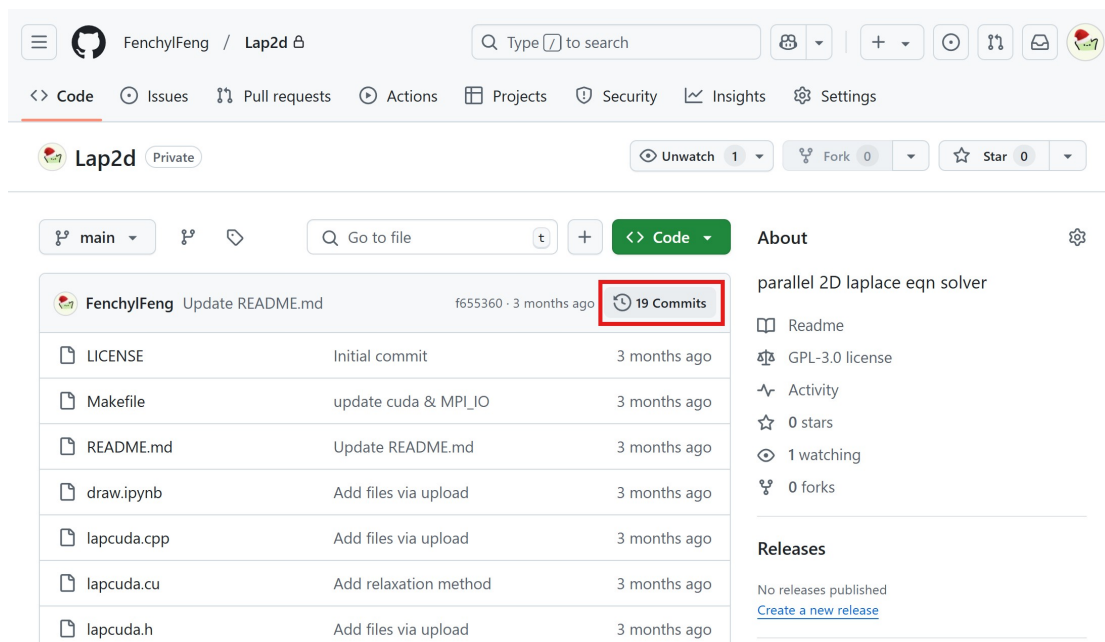 FenchylFeng / Lap2d
Type / to search
Code Issues Pull requests Actions Projects Security Insights Settings
Lap2d Private
Unwatch 1 Fork 0 Star 0
main Go to file t Code
FenchylFeng Update README.md f655360 · 3 months ago 19 Commits
LICENSE Initial commit 3 months ago
Makefile update cuda & MPI_IO 3 months ago
README.md Update README.md 3 months ago
draw.ipynb Add files via upload 3 months ago
lapcuda.cpp Add files via upload 3 months ago
lapcuda.cu Add relaxation method 3 months ago
lapcuda.h Add files via upload 3 months ago
About
parallel 2D laplace eqn solver
Readme
GPL-3.0 license
Activity
0 stars
1 watching
0 forks
Releases
No releases published
Create a new release